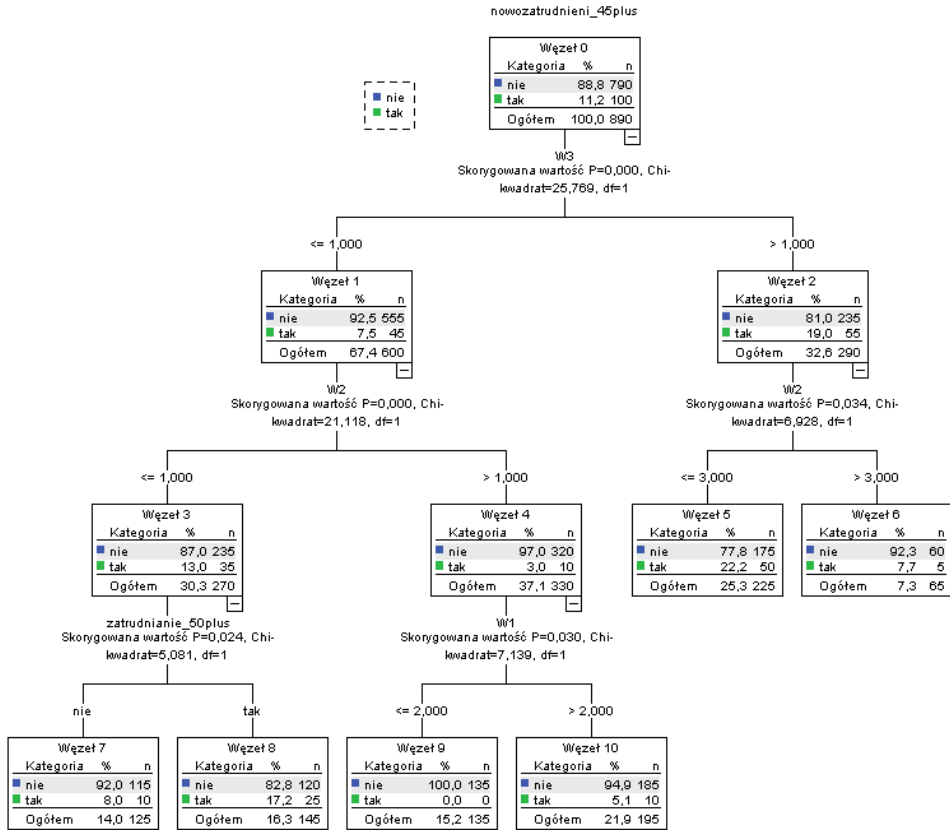 nowozatrudnieni_45plus
nie
tak
Węzeł 0
Kategoria % n
nie 88,8 790
tak 11,2 100
Ogółem 100,0 890
W3
Skorygowana wartość P=0,000, Chi-
kwadrat=25,769, df=1
<= 1,000
> 1,000
Węzeł 1
Kategoria % n
nie 92,5 555
tak 7,5 45
Ogółem 67,4 600
Węzeł 2
Kategoria % n
nie 81,0 235
tak 19,0 55
Ogółem 32,6 290
W2
Skorygowana wartość P=0,000, Chi-
kwadrat=21,118, df=1
W2
Skorygowana wartość P=0,034, Chi-
kwadrat=6,928, df=1
<= 1,000
> 1,000
<= 3,000
> 3,000
Węzeł 3
Kategoria % n
nie 87,0 235
tak 13,0 35
Ogółem 30,3 270
Węzeł 4
Kategoria % n
nie 97,0 320
tak 3,0 10
Ogółem 37,1 330
Węzeł 5
Kategoria % n
nie 77,8 175
tak 22,2 50
Ogółem 25,3 225
Węzeł 6
Kategoria % n
nie 92,3 60
tak 7,7 5
Ogółem 7,3 65
zatrudnianie_50plus
Skorygowana wartość P=0,024, Chi-
kwadrat=5,081, df=1
W1
Skorygowana wartość P=0,030, Chi-
kwadrat=7,139, df=1
nie
tak
<= 2,000
> 2,000
Węzeł 7
Kategoria % n
nie 92,0 115
tak 8,0 10
Ogółem 14,0 125
Węzeł 8
Kategoria % n
nie 82,8 120
tak 17,2 25
Ogółem 16,3 145
Węzeł 9
Kategoria % n
nie 100,0 135
tak 0,0 0
Ogółem 15,2 135
Węzeł 10
Kategoria % n
nie 94,9 185
tak 5,1 10
Ogółem 21,9 195